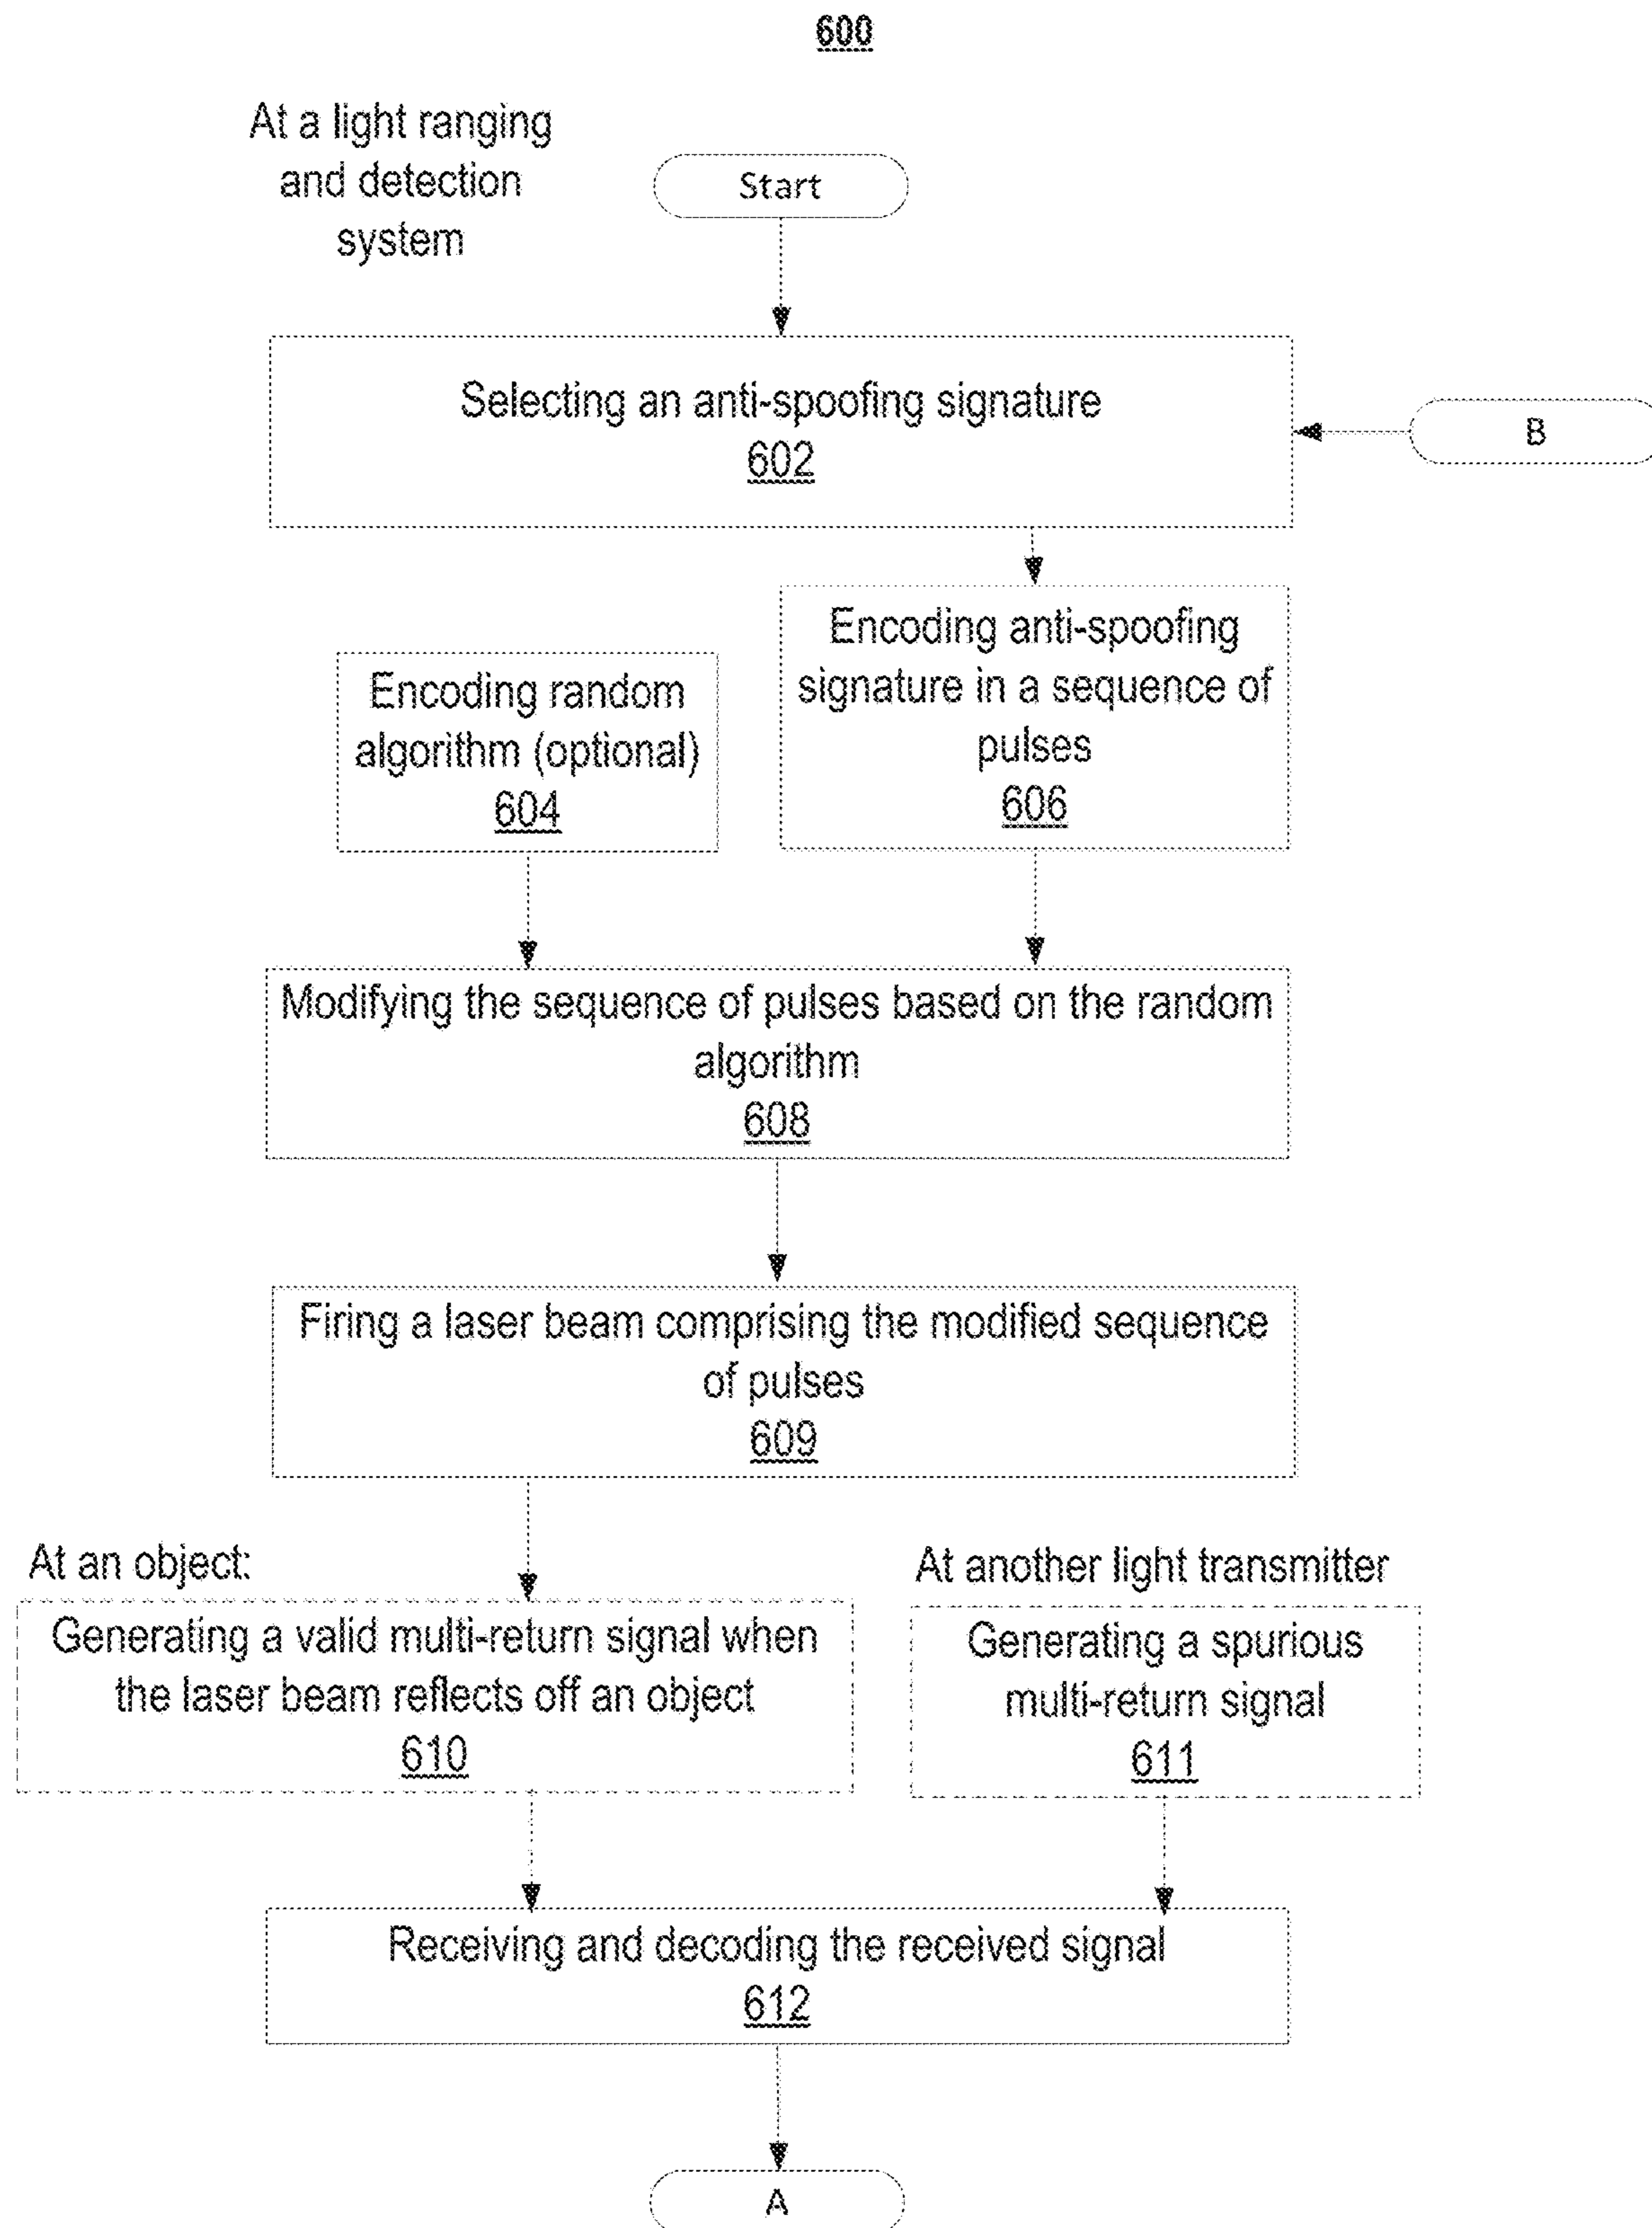 600
At a light ranging
and detection
system
Start
Selecting an anti-spoofing signature
602
B
Encoding random
algorithm (optional)
604
Encoding anti-spoofing
signature in a sequence of
pulses
606
Modifying the sequence of pulses based on the random
algorithm
608
Firing a laser beam comprising the modified sequence
of pulses
609
At an object:
Generating a valid multi-return signal when
the laser beam reflects off an object
610
At another light transmitter
Generating a spurious
multi-return signal
611
Receiving and decoding the received signal
612
A